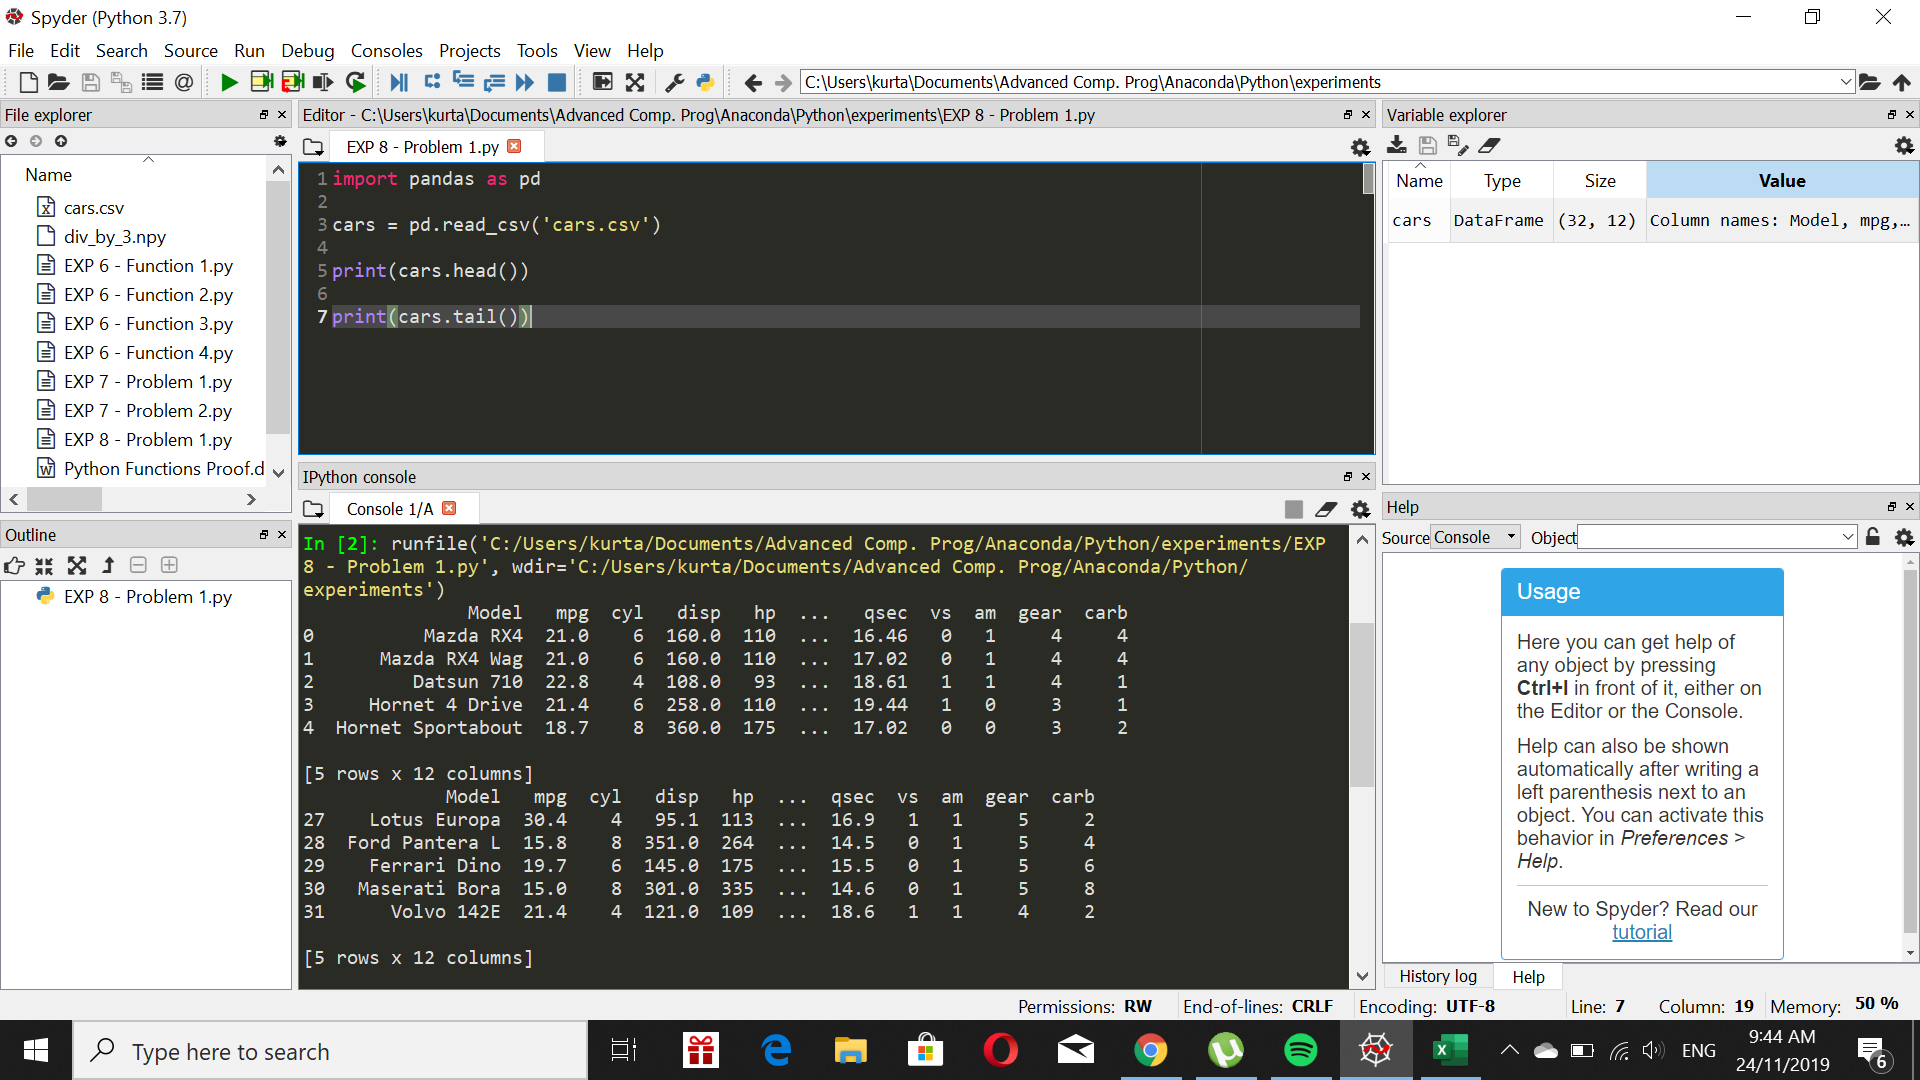 Spyder (Python 3.7)
File Edit Search Source Run Debug Consoles Projects Tools View Help
C:\Users\kurta\Documents\Advanced Comp. Prog\Anaconda\Python\experiments
File explorer
Name
cars.csv
div_by_3.npy
EXP 6 - Function 1.py
EXP 6 - Function 2.py
EXP 6 - Function 3.py
EXP 6 - Function 4.py
EXP 7 - Problem 1.py
EXP 7 - Problem 2.py
EXP 8 - Problem 1.py
Python Functions Proof.d
Outline
EXP 8 - Problem 1.py
Editor - C:\Users\kurta\Documents\Advanced Comp. Prog\Anaconda\Python\experiments\EXP 8 - Problem 1.py
EXP 8 - Problem 1.py
1 import pandas as pd
2
3 cars = pd.read_csv('cars.csv')
4
5 print(cars.head())
6
7 print(cars.tail())
IPython console
Console 1/A
In [2]: runfile('C:/Users/kurta/Documents/Advanced Comp. Prog/Anaconda/Python/experiments/EXP
8 - Problem 1.py', wdir='C:/Users/kurta/Documents/Advanced Comp. Prog/Anaconda/Python/
experiments')
Model mpg cyl disp hp ... qsec vs am gear carb
0 Mazda RX4 21.0 6 160.0 110 ... 16.46 0 1 4 4
1 Mazda RX4 Wag 21.0 6 160.0 110 ... 17.02 0 1 4 4
2 Datsun 710 22.8 4 108.0 93 ... 18.61 1 1 4 1
3 Hornet 4 Drive 21.4 6 258.0 110 ... 19.44 1 0 3 1
4 Hornet Sportabout 18.7 8 360.0 175 ... 17.02 0 0 3 2
[5 rows x 12 columns]
Model mpg cyl disp hp ... qsec vs am gear carb
27 Lotus Europa 30.4 4 95.1 113 ... 16.9 1 1 5 2
28 Ford Pantera L 15.8 8 351.0 264 ... 14.5 0 1 5 4
29 Ferrari Dino 19.7 6 145.0 175 ... 15.5 0 1 5 6
30 Maserati Bora 15.0 8 301.0 335 ... 14.6 0 1 5 8
31 Volvo 142E 21.4 4 121.0 109 ... 18.6 1 1 4 2
[5 rows x 12 columns]
Variable explorer
Name Type Size Value
cars DataFrame (32, 12) Column names: Model, mpg,…
Help
Source Console Object
Usage
Here you can get help of
any object by pressing
Ctrl+I in front of it, either on
the Editor or the Console.
Help can also be shown
automatically after writing a
left parenthesis next to an
object. You can activate this
behavior in Preferences >
Help.
New to Spyder? Read our
tutorial
History log Help
Permissions: RW End-of-lines: CRLF Encoding: UTF-8 Line: 7 Column: 19 Memory: 50 %
Type here to search
ENG
9:44 AM
24/11/2019
6